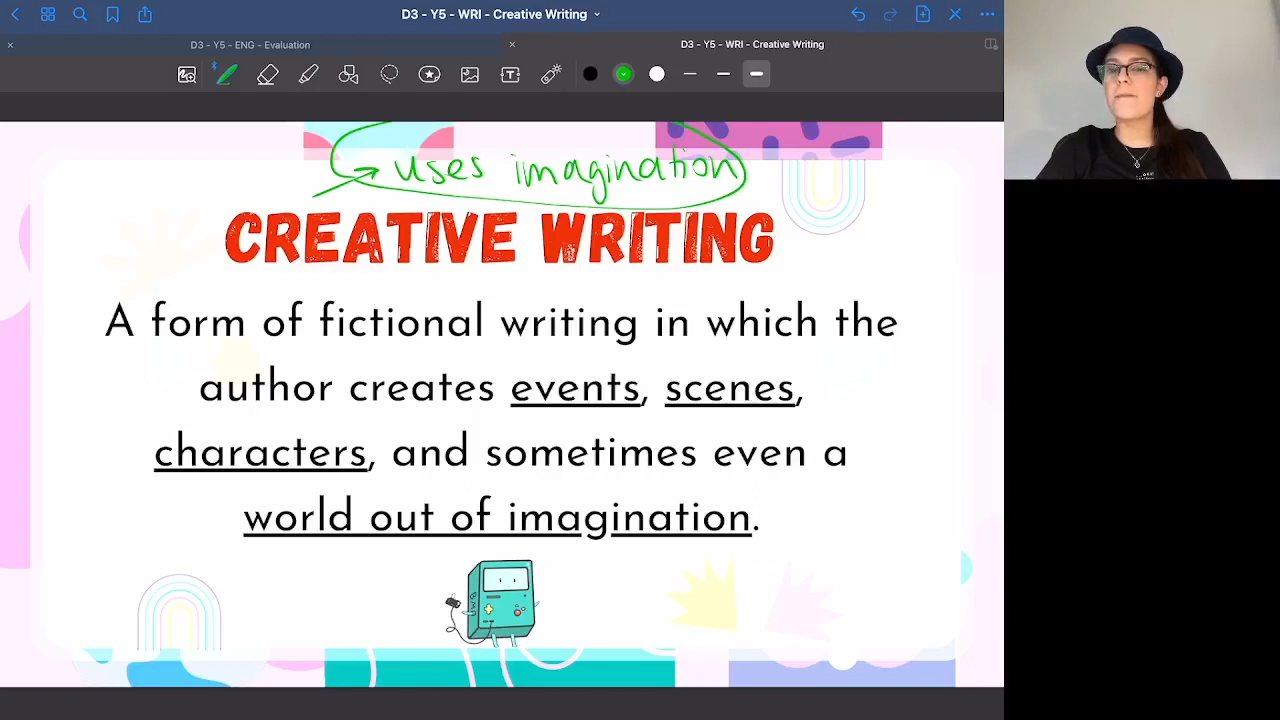 D3 - Y5 - WRI - Creative Writing
D3 - Y5 - ENG - Evaluation
D3 - Y5 - WRI - Creative Writing
uses imagination
CREATIVE WRITING
A form of fictional writing in which the
author creates events, scenes,
characters, and sometimes even a
world out of imagination.